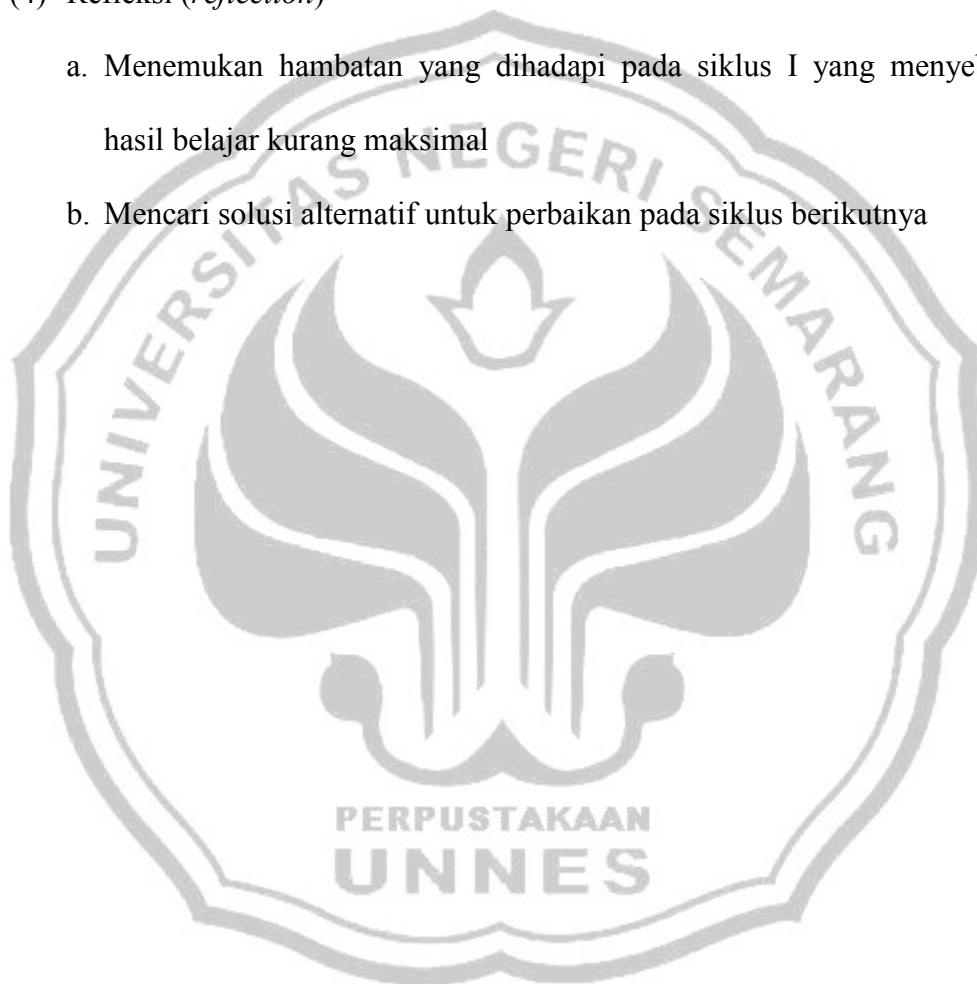 (4) Refleksi (reflection)
a. Menemukan hambatan yang dihadapi pada siklus I yang
hasil belajar kurang maksimal
b. Mencari solusi alternatif untuk perbaikan pada siklus berikutnya
UNIVERSITAS NEGERI SEMARANG
PERPUSTAKAAN
UNNES